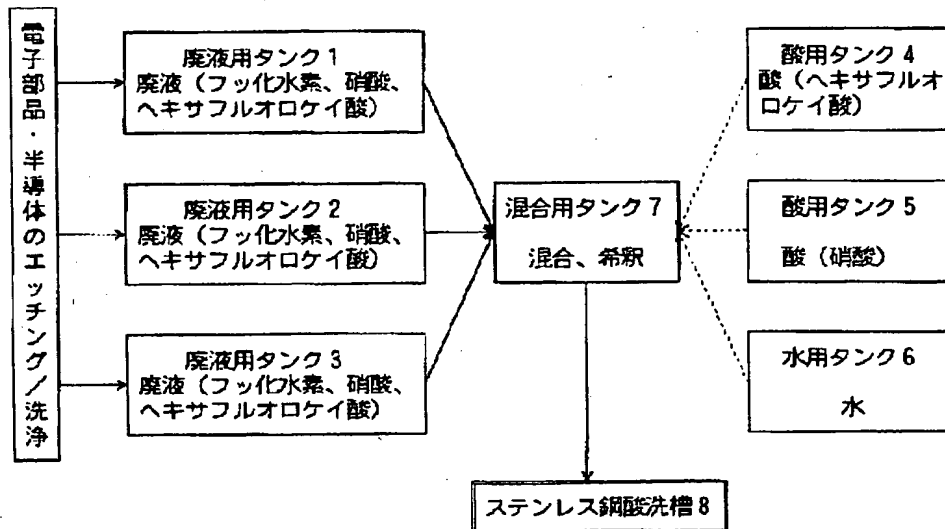 電子部品・半導体のエッチング／洗浄
廃液用タンク1
廃液（フッ化水素、硝酸、
ヘキサフルオロケイ酸）
廃液用タンク2
廃液（フッ化水素、硝酸、
ヘキサフルオロケイ酸）
廃液用タンク3
廃液（フッ化水素、硝酸、
ヘキサフルオロケイ酸）
混合用タンク7
混合、希釈
酸用タンク4
酸（ヘキサフルオ
ロケイ酸）
酸用タンク5
酸（硝酸）
水用タンク6
水
ステンレス鋼酸洗槽8